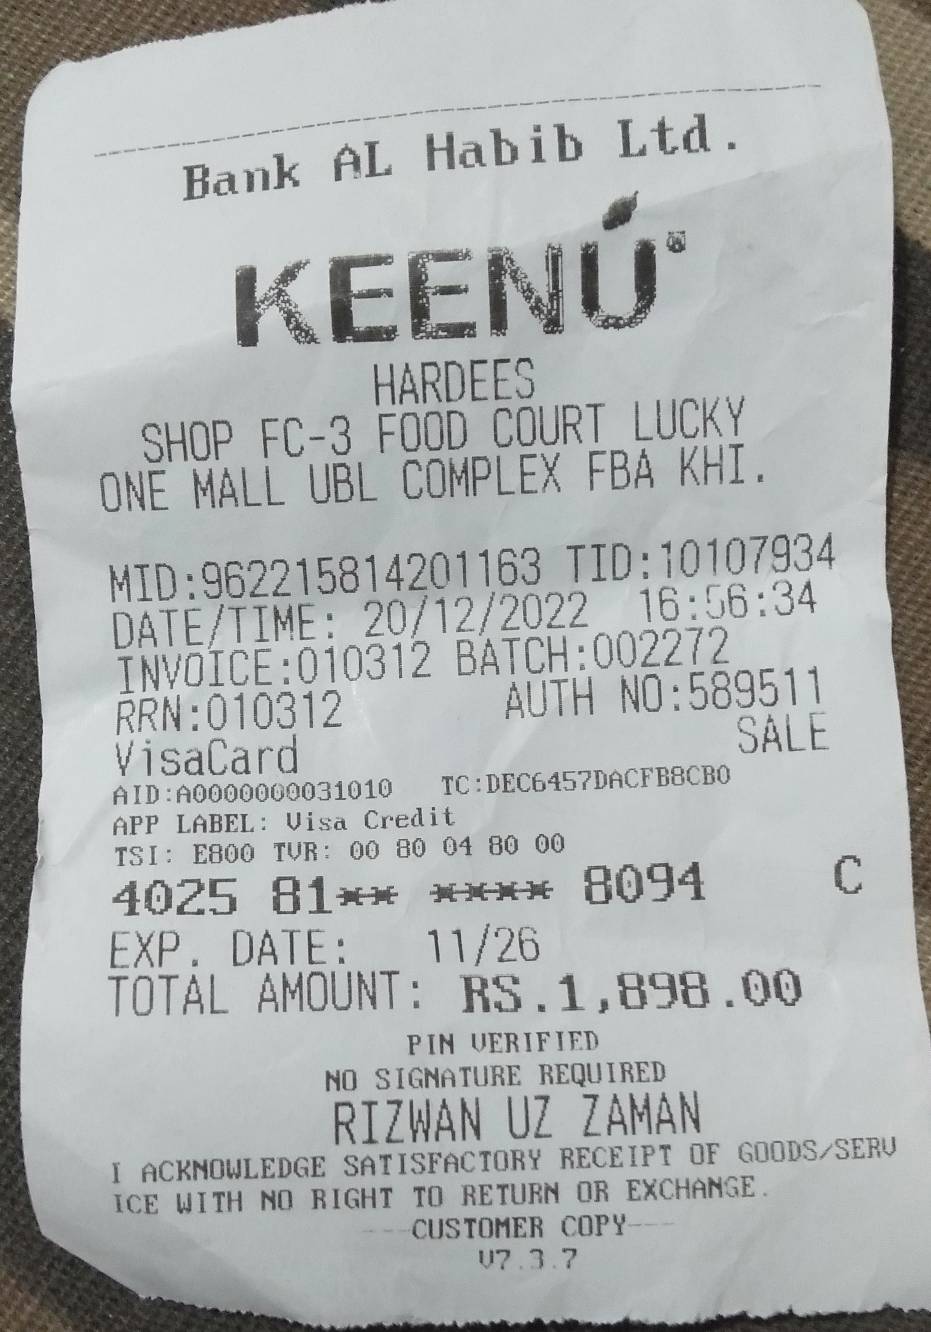 Bank AL Habib Ltd.
KEENÚ®
HARDEES
SHOP FC-3 FOOD COURT LUCKY
ONE MALL UBL COMPLEX FBA KHI.
MID:962215814201163 TID:10107934
DATE/TIME: 20/12/2022 16:56:34
INVOICE:010312 BATCH:002272
RRN:010312 AUTH NO:589511
VisaCard SALE
AID:A0000000031010 TC:DEC6457DACFB8CB0
APP LABEL: Visa Credit
TSI: E800 TVR: 00 80 04 80 00
4025 81** **** 8094 C
EXP. DATE: 11/26
TOTAL AMOUNT: RS.1,898.00
PIN VERIFIED
NO SIGNATURE REQUIRED
RIZWAN UZ ZAMAN
I ACKNOWLEDGE SATISFACTORY RECEIPT OF GOODS/SERV
ICE WITH NO RIGHT TO RETURN OR EXCHANGE.
---CUSTOMER COPY---
V7.3.7